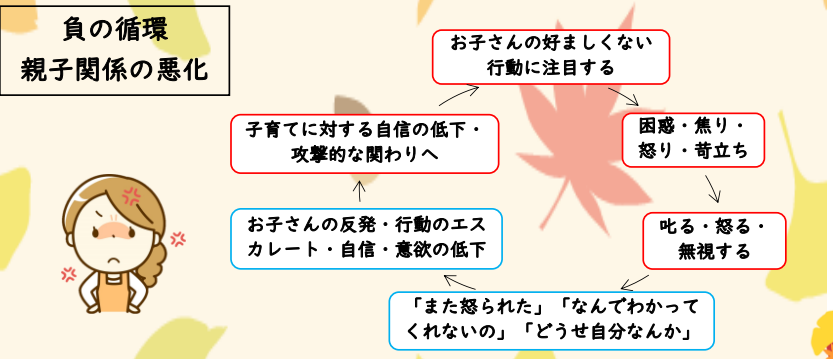 負の循環
親子関係の悪化
お子さんの好ましくない
行動に注目する
困惑・焦り・
怒り・苛立ち
叱る・怒る・
無視する
「また怒られた」「なんでわかって
くれないの」「どうせ自分なんか」
お子さんの反発・行動のエス
カレート・自信・意欲の低下
子育てに対する自信の低下・
攻撃的な関わりへ